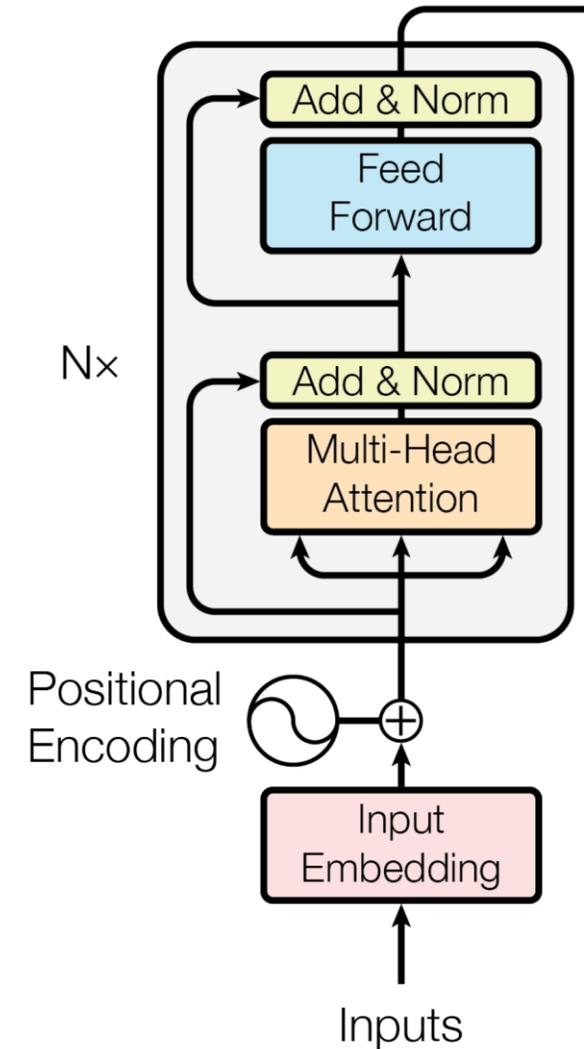 Add & Norm
Feed
Forward
Nx
Add & Norm
Multi-Head
Attention
Positional
Encoding
Input
Embedding
Inputs